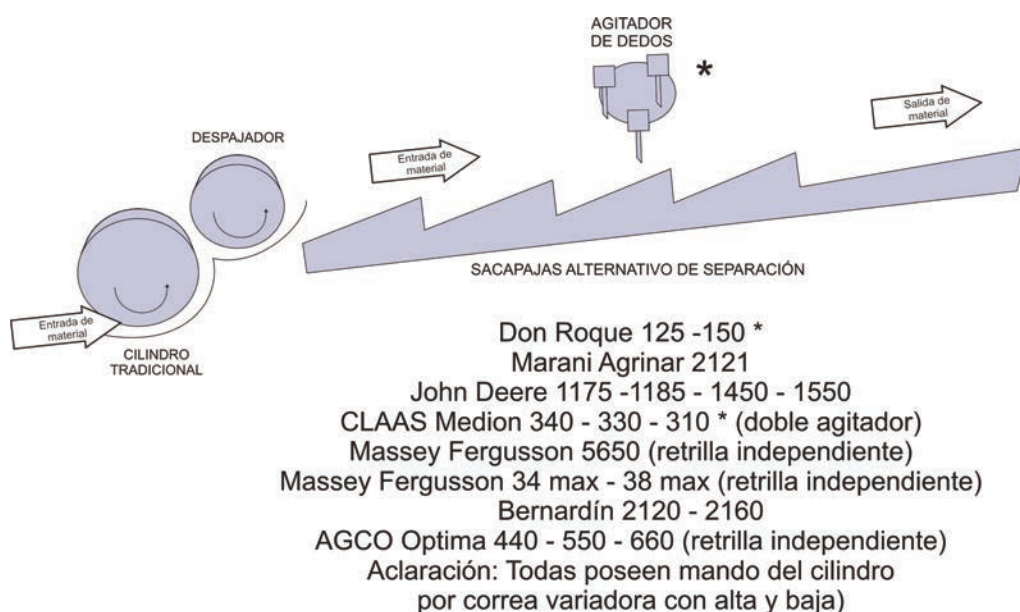 AGITADOR
DE DEDOS
*
Salida de
material
DESPAJADOR
Entrada de
material
SACAPAJAS ALTERNATIVO DE SEPARACIÓN
Entrada de
material
CILINDRO
TRADICIONAL
Don Roque 125 -150 *
Marani Agrinar 2121
John Deere 1175 -1185 - 1450 - 1550
CLAAS Medion 340 - 330 - 310 * (doble agitador)
Massey Fergusson 5650 (retrilla independiente)
Massey Fergusson 34 max - 38 max (retrilla independiente)
Bernardín 2120 - 2160
AGCO Optima 440 - 550 - 660 (retrilla independiente)
Aclaración: Todas poseen mando del cilindro
por correa variadora con alta y baja)